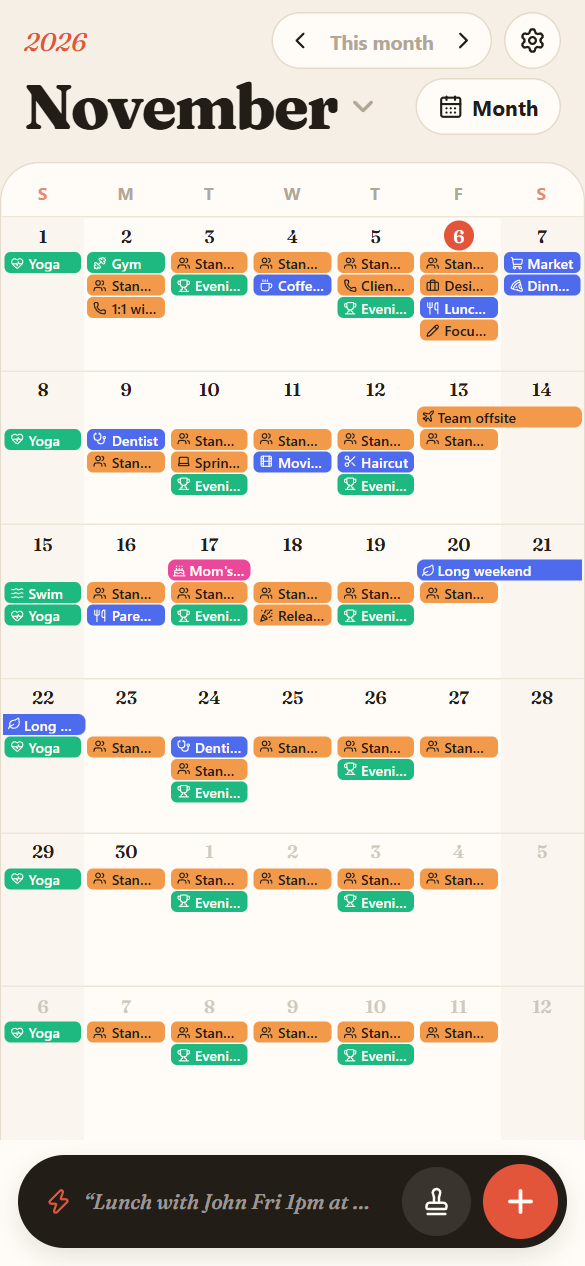 2026
This month
November
Month
S M T W T F S
1 2 3 4 5 6 7
Yoga Gym Stan... Stan... Stan... Stan... Market
Stan... Eveni... Coffe... Clien... Desi... Dinn...
1:1 wi... Eveni... Lunc...
Focu...
8 9 10 11 12 13 14
Team offsite
Yoga Dentist Stan... Stan... Stan... Stan...
Stan... Sprin... Movi... Haircut
Eveni... Eveni...
15 16 17 18 19 20 21
Mom's... Long weekend
Swim Stan... Stan... Stan... Stan... Stan...
Yoga Pare... Eveni... Relea... Eveni...
22 23 24 25 26 27 28
Long ...
Yoga Stan... Denti... Stan... Stan... Stan...
Stan... Eveni...
Eveni...
29 30 1 2 3 4 5
Yoga Stan... Stan... Stan... Stan... Stan...
Eveni... Eveni...
6 7 8 9 10 11 12
Yoga Stan... Stan... Stan... Stan... Stan...
Eveni... Eveni...
“Lunch with John Fri 1pm at ...